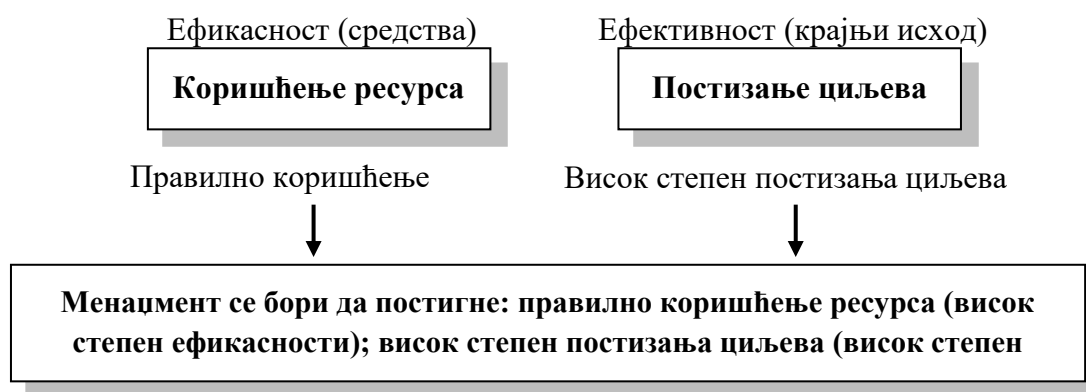 Ефикасност (средства)
Ефективност (крајњи исход)
Коришћење ресурса
Постизање циљева
Правилно коришћење
Висок степен постизања циљева
Менаџмент се бори да постигне: правилно коришћење ресурса (висок
степен ефикасности); висок степен постизања циљева (висок степен